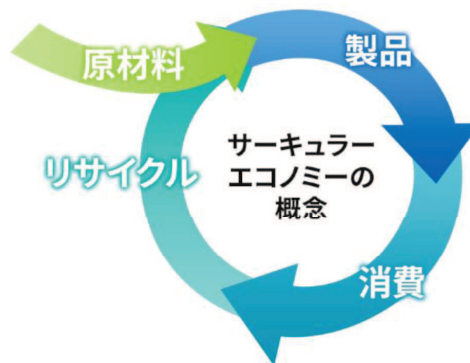 原材料
製品
リサイクル
サーキュラー
エコノミーの
概念
消費